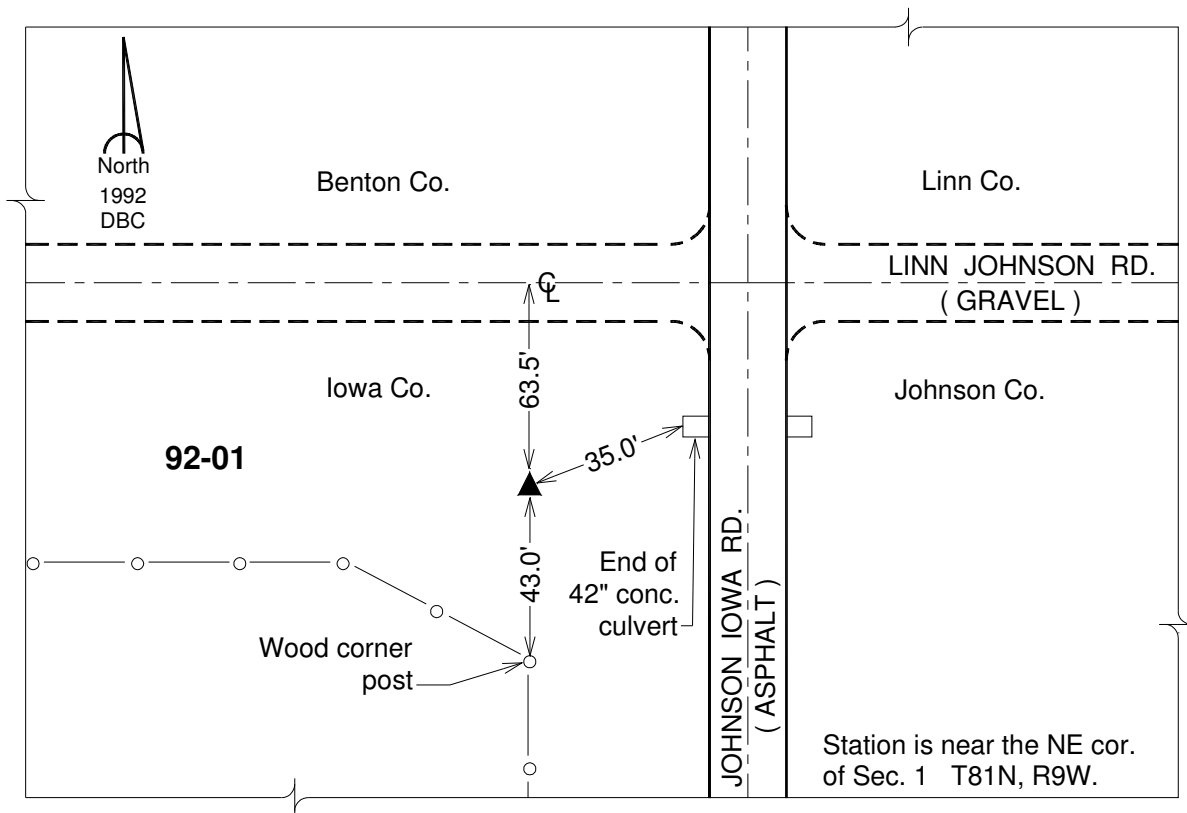 North
1992
DBC
Benton Co.
Linn Co.
LINN JOHNSON RD.
( GRAVEL )
℄
63.5'
Iowa Co.
Johnson Co.
92-01
35.0'
43.0'
End of
42" conc.
culvert
JOHNSON IOWA RD.
( ASPHALT )
Wood corner
post
Station is near the NE cor.
of Sec. 1 T81N, R9W.